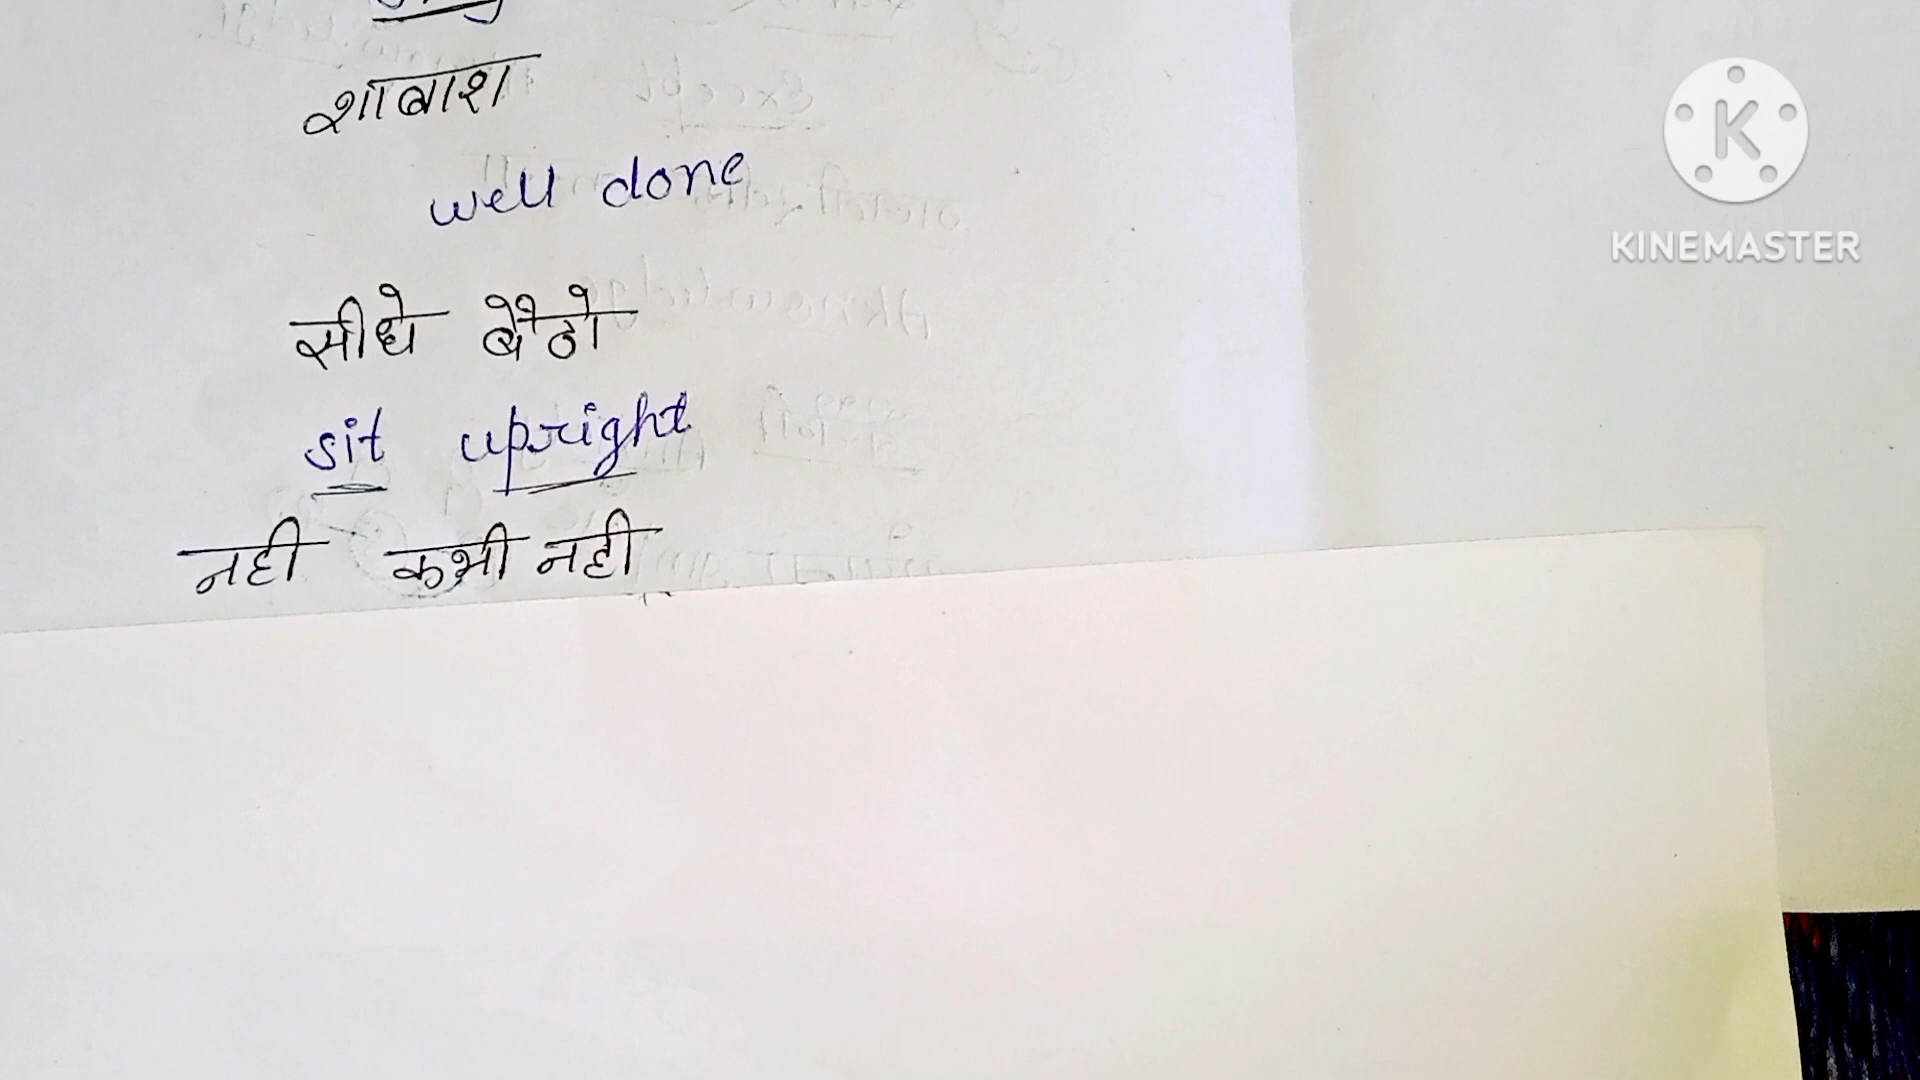 शाबाश
well done
सीधे बैठो
sit upright
नही कभी नही
KINEMASTER